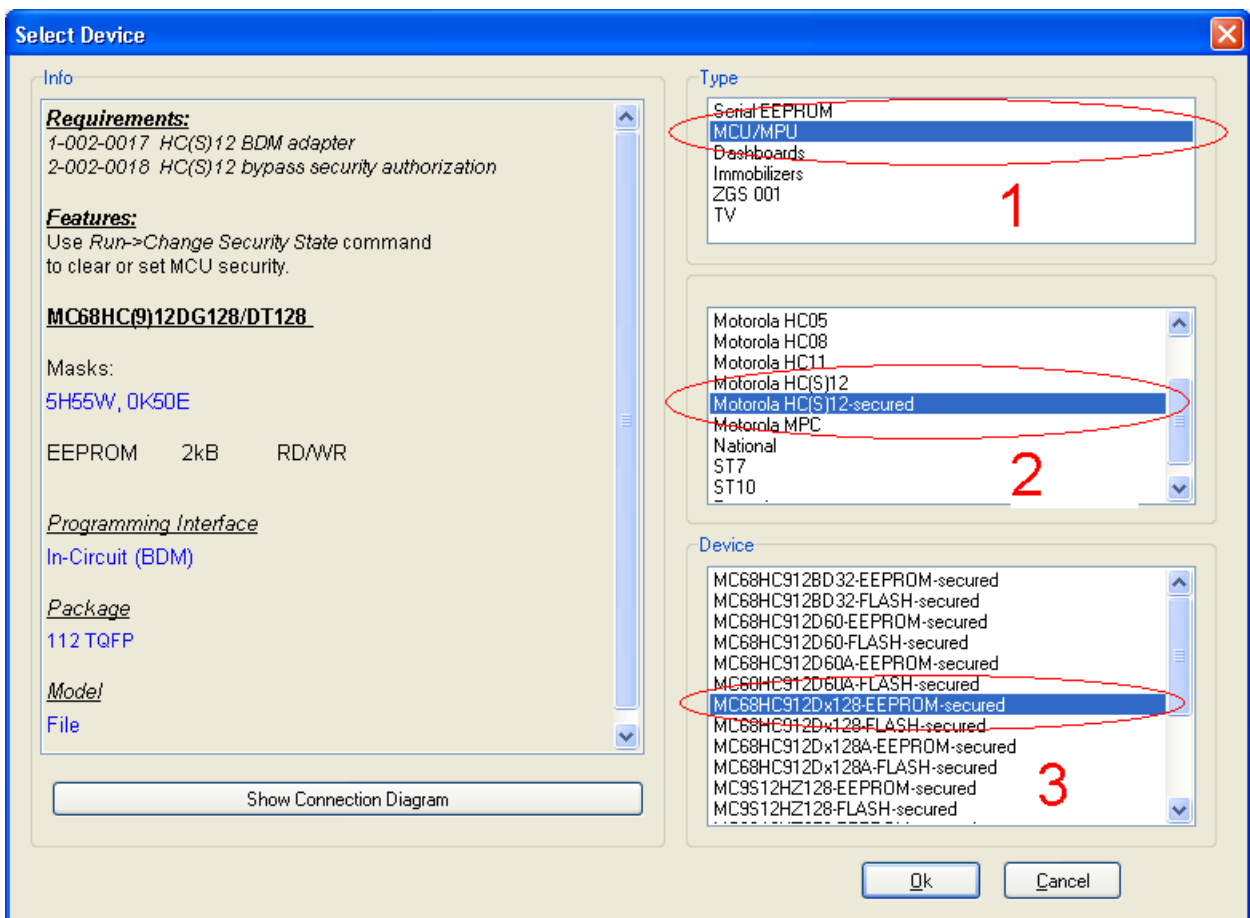 Select Device
Info
Requirements:
1-002-0017 HC(S)12 BDM adapter
2-002-0018 HC(S)12 bypass security authorization
Features:
Use Run->Change Security State command
to clear or set MCU security.
MC68HC(9)12DG128/DT128
Masks:
5H55W, 0K50E
EEPROM 2kB RD/WR
Programming Interface
In-Circuit (BDM)
Package
112 TQFP
Model
File
Show Connection Diagram
Type
Serial EEPROM
MCU/MPU
Dashboards
Immobilizers
ZGS 001
TV
1
Motorola HC05
Motorola HC08
Motorola HC11
Motorola HC(S)12
Motorola HC(S)12-secured
Motorola MPC
National
ST7
ST10
2
Device
MC68HC912BD32-EEPROM-secured
MC68HC912BD32-FLASH-secured
MC68HC912D60-EEPROM-secured
MC68HC912D60-FLASH-secured
MC68HC912D60A-EEPROM-secured
MC68HC912D60A-FLASH-secured
MC68HC912Dx128-EEPROM-secured
MC68HC912Dx128-FLASH-secured
MC68HC912Dx128A-EEPROM-secured
MC68HC912Dx128A-FLASH-secured
MC9S12HZ128-EEPROM-secured
MC9S12HZ128-FLASH-secured
3
Ok
Cancel